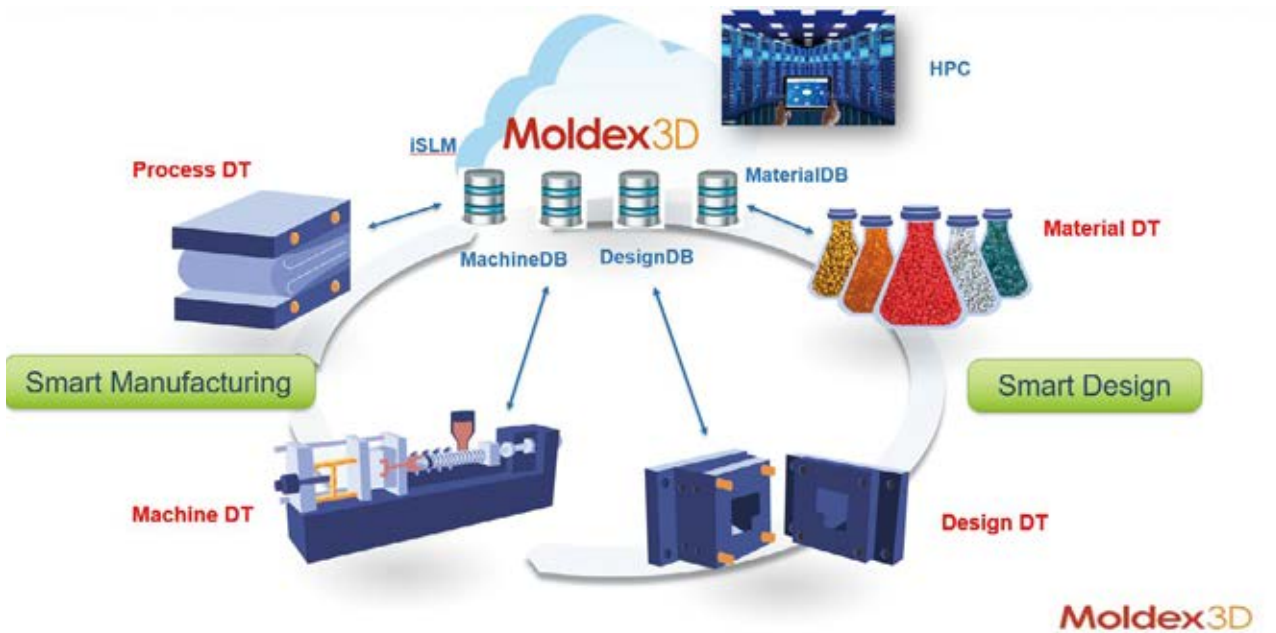 HPC
Moldex3D
iSLM
Process DT
MaterialDB
Material DT
MachineDB
DesignDB
Smart Manufacturing
Smart Design
Machine DT
Design DT
Moldex3D